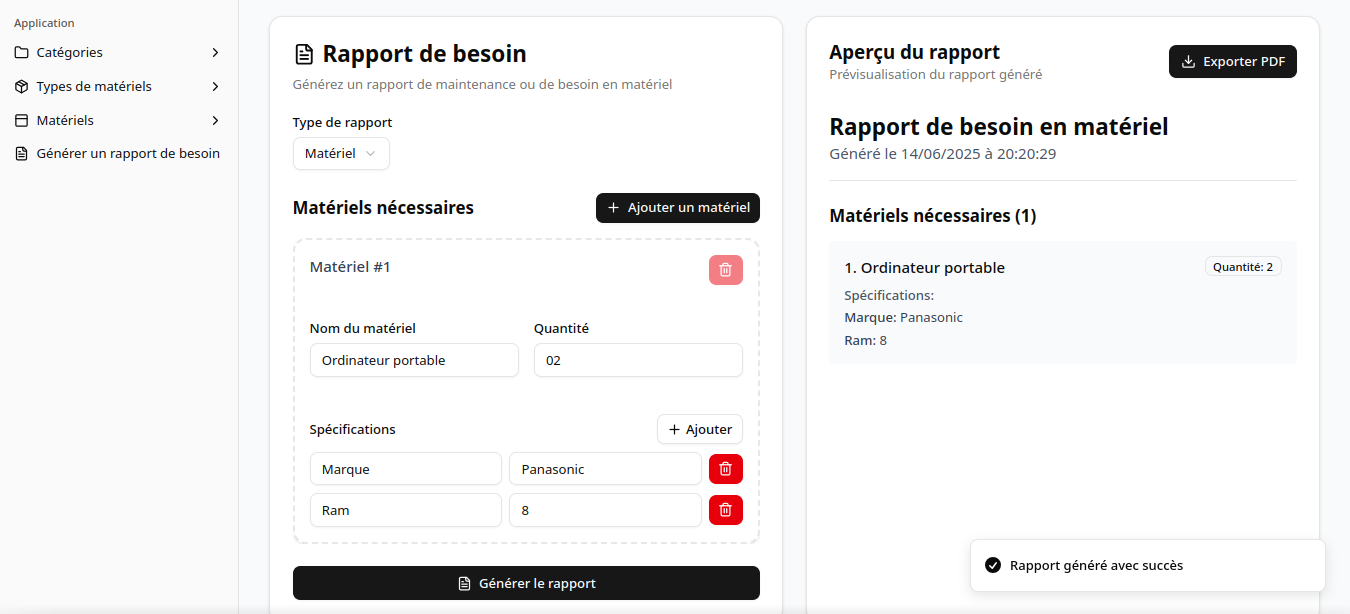 Application
Catégories
Types de matériels
Matériels
Générer un rapport de besoin
Rapport de besoin
Générez un rapport de maintenance ou de besoin en matériel
Type de rapport
Matériel
Matériels nécessaires
Ajouter un matériel
Matériel #1
Nom du matériel
Quantité
Ordinateur portable
02
Spécifications
Ajouter
Marque
Panasonic
Ram
8
Générer le rapport
Aperçu du rapport
Prévisualisation du rapport généré
Exporter PDF
Rapport de besoin en matériel
Généré le 14/06/2025 à 20:20:29
Matériels nécessaires (1)
1. Ordinateur portable
Quantité: 2
Spécifications:
Marque: Panasonic
Ram: 8
Rapport généré avec succès